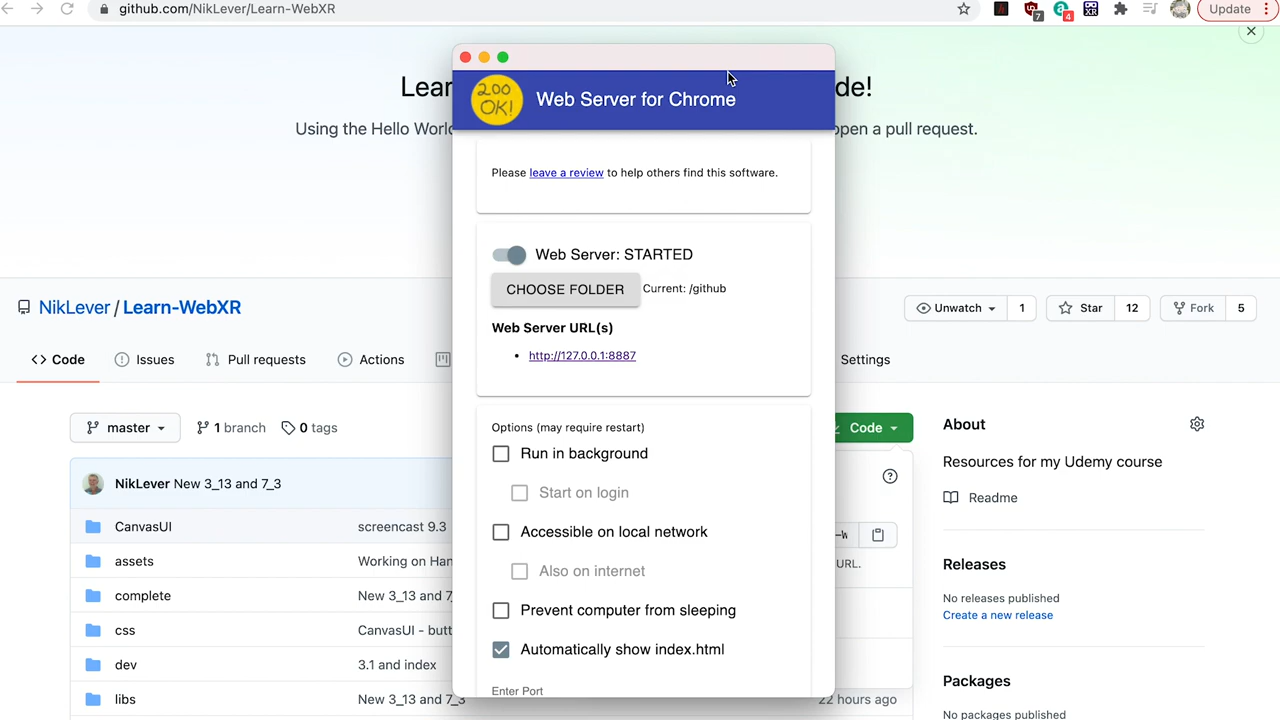 github.com/NikLever/Learn-WebXR
7
4
XR
Update
200
OK!
Web Server for Chrome
Lear
de!
Using the Hello World
open a pull request.
Please leave a review to help others find this software.
Web Server: STARTED
CHOOSE FOLDER Current: /github
Web Server URL(s)
• http://127.0.0.1:8887
NikLever / Learn-WebXR
Unwatch 1
Star 12
Fork 5
<> Code
Issues
Pull requests
Actions
Settings
master
1 branch
0 tags
Code
Options (may require restart)
Run in background
Start on login
Accessible on local network
Also on internet
Prevent computer from sleeping
Automatically show index.html
Enter Port
NikLever New 3_13 and 7_3
CanvasUI screencast 9.3
assets Working on Han
complete New 3_13 and 7_
css CanvasUI - butt
dev 3.1 and index
libs New 3_13 and 7_3
URL.
22 hours ago
About
Resources for my Udemy course
Readme
Releases
No releases published
Create a new release
Packages
No packages published